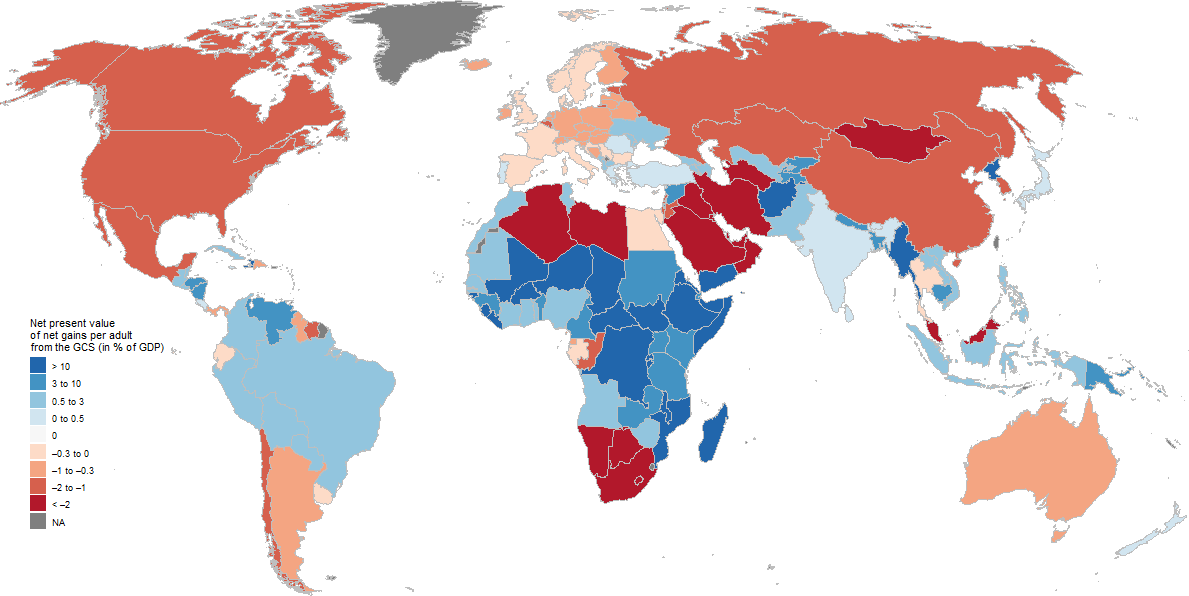 Net present value
of net gains per adult
from the GCS (in % of GDP)
> 10
3 to 10
0.5 to 3
0 to 0.5
0
–0.3 to 0
–1 to –0.3
–2 to –1
< –2
NA